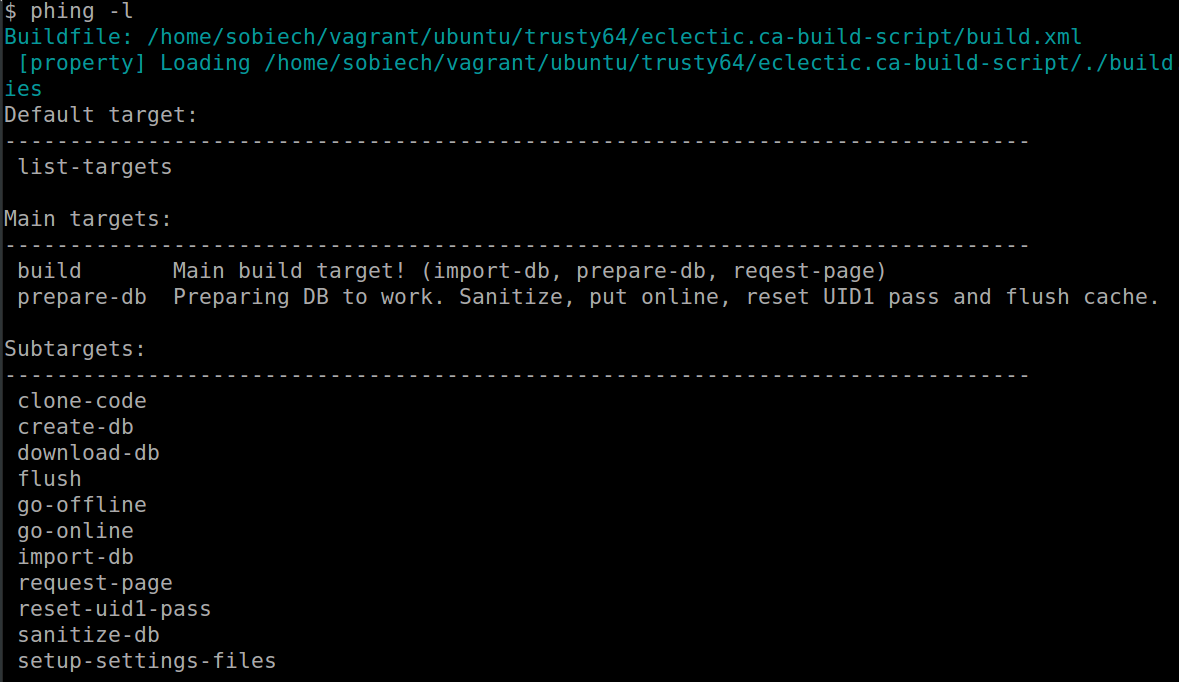 $ phing -l
Buildfile: /home/sobiech/vagrant/ubuntu/trusty64/eclectic.ca-build-script/build.xml
 [property] Loading /home/sobiech/vagrant/ubuntu/trusty64/eclectic.ca-build-script/./build
ies
Default target:
-------------------------------------------------------------------------------
 list-targets

Main targets:
-------------------------------------------------------------------------------
 build       Main build target! (import-db, prepare-db, reqest-page)
 prepare-db  Preparing DB to work. Sanitize, put online, reset UID1 pass and flush cache.

Subtargets:
-------------------------------------------------------------------------------
 clone-code
 create-db
 download-db
 flush
 go-offline
 go-online
 import-db
 request-page
 reset-uid1-pass
 sanitize-db
 setup-settings-files